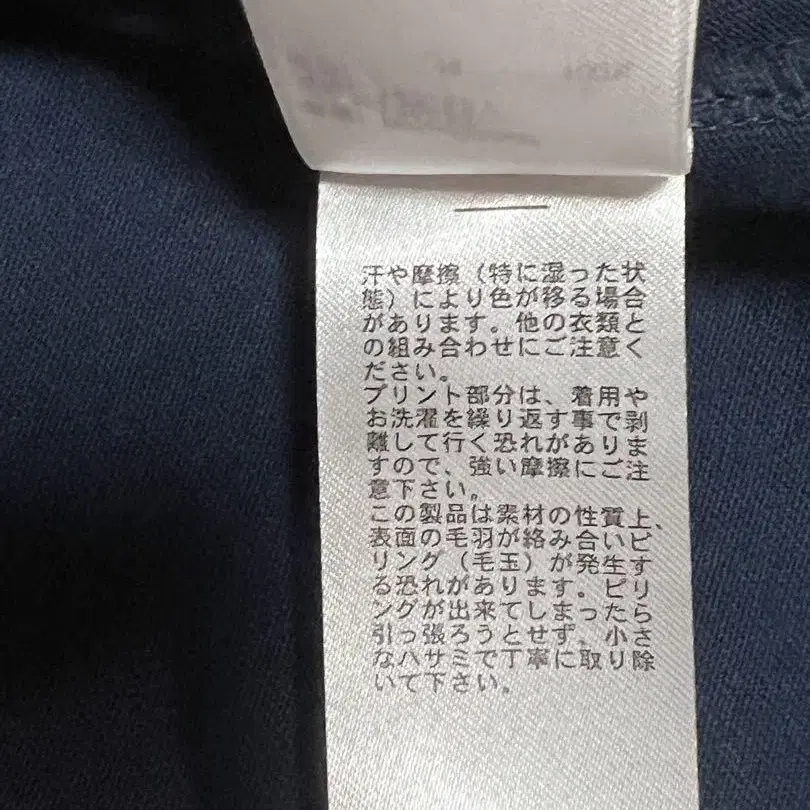 汗や摩擦（特に湿った状
態）により色が移る場合
があります。他の衣類と
の組み合わせにご注意く
ださい。
プリント部分は、着用や
お洗濯を繰り返す事で剥
離して行く恐れがありま
すので、強い摩擦にご注
意下さい。
この製品は素材の性質上、
表面の毛羽が絡み合いピ
リング（毛玉）が発生す
る恐れがあります。ピリ
ングが出来てしまったら
引っ張ろうとせず、小さ
なハサミで丁寧に取り除
いて下さい。